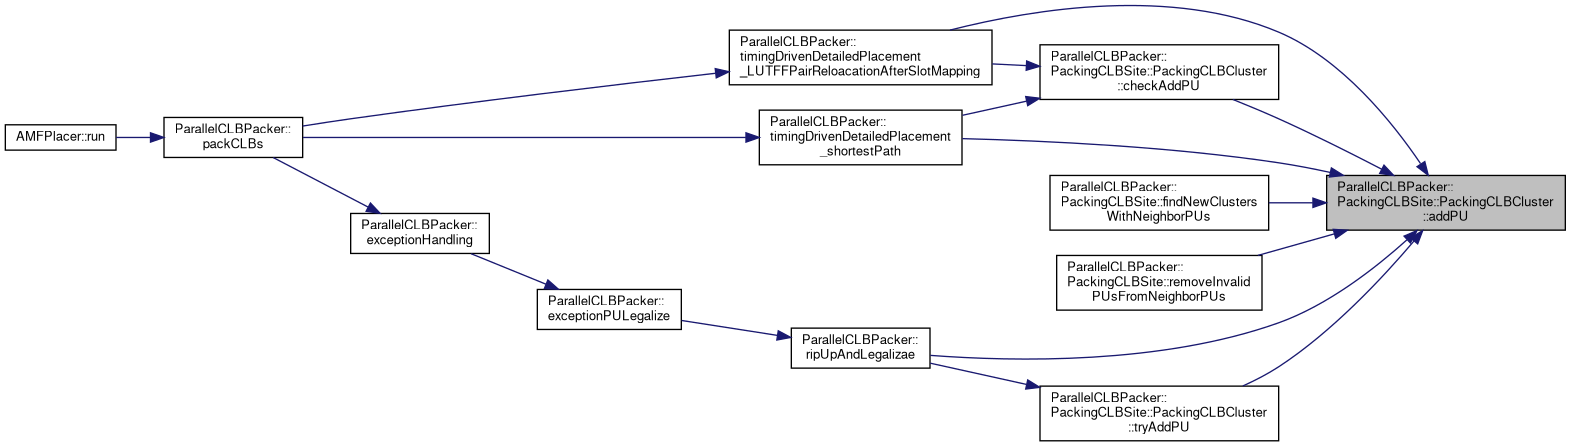 AMFPlacer::run
ParallelCLBPacker::
packCLBs
ParallelCLBPacker::
exceptionHandling
ParallelCLBPacker::
exceptionPULegalize
ParallelCLBPacker::
timingDrivenDetailedPlacement
_LUTFFPairReloacationAfterSlotMapping
ParallelCLBPacker::
timingDrivenDetailedPlacement
_shortestPath
ParallelCLBPacker::
ripUpAndLegalizae
ParallelCLBPacker::
PackingCLBSite::PackingCLBCluster
::checkAddPU
ParallelCLBPacker::
PackingCLBSite::findNewClusters
WithNeighborPUs
ParallelCLBPacker::
PackingCLBSite::removeInvalid
PUsFromNeighborPUs
ParallelCLBPacker::
PackingCLBSite::PackingCLBCluster
::tryAddPU
ParallelCLBPacker::
PackingCLBSite::PackingCLBCluster
::addPU